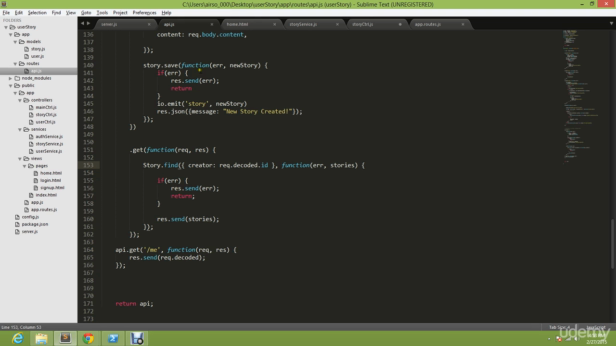 C:\Users\airso_000\Desktop\userStory\app\routes\api.js (userStory) - Sublime Text (UNREGISTERED)
File Edit Selection Find View Goto Tools Project Preferences Help
FOLDERS
userStory
app
models
story.js
user.js
routes
api.js
node_modules
public
app
controllers
mainCtrl.js
storyCtrl.js
userCtrl.js
services
authService.js
storyService.js
userService.js
views
pages
home.html
login.html
signup.html
index.html
app.js
app.routes.js
config.js
package.json
server.js
server.js api.js home.html storyService.js storyCtrl.js app.routes.js
136 content: req.body.content,
137
138 });
139
140 story.save(function(err, newStory) {
141 if(err) {
142 res.send(err);
143 return
144 }
145 io.emit('story', newStory)
146 res.json({message: "New Story Created!"});
147 });
148 })
149
150
151 .get(function(req, res) {
152
153 Story.find({ creator: req.decoded.id }, function(err, stories) {
154
155 if(err) {
156 res.send(err);
157 return;
158 }
159
160 res.send(stories);
161 });
162 });
163
164 api.get('/me', function(req, res) {
165 res.send(req.decoded);
166 });
167
168
169
170
171 return api;
172
173
Line 153, Column 32
Tab Size: 4
JavaScript
udemy
2/27/2015